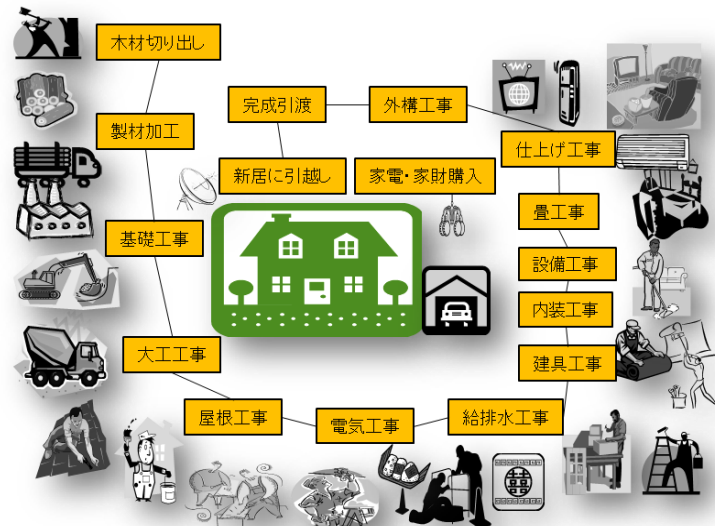 木材切り出し
製材加工
基礎工事
大工工事
屋根工事
電気工事
給排水工事
建具工事
内装工事
設備工事
畳工事
仕上げ工事
外構工事
完成引渡
新居に引越し
家電・家財購入
囍